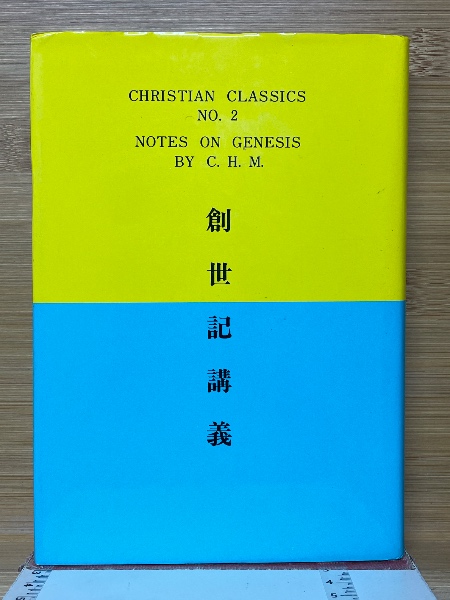 CHRISTIAN CLASSICS
NO. 2
NOTES ON GENESIS
BY C. H. M.
創世記講義